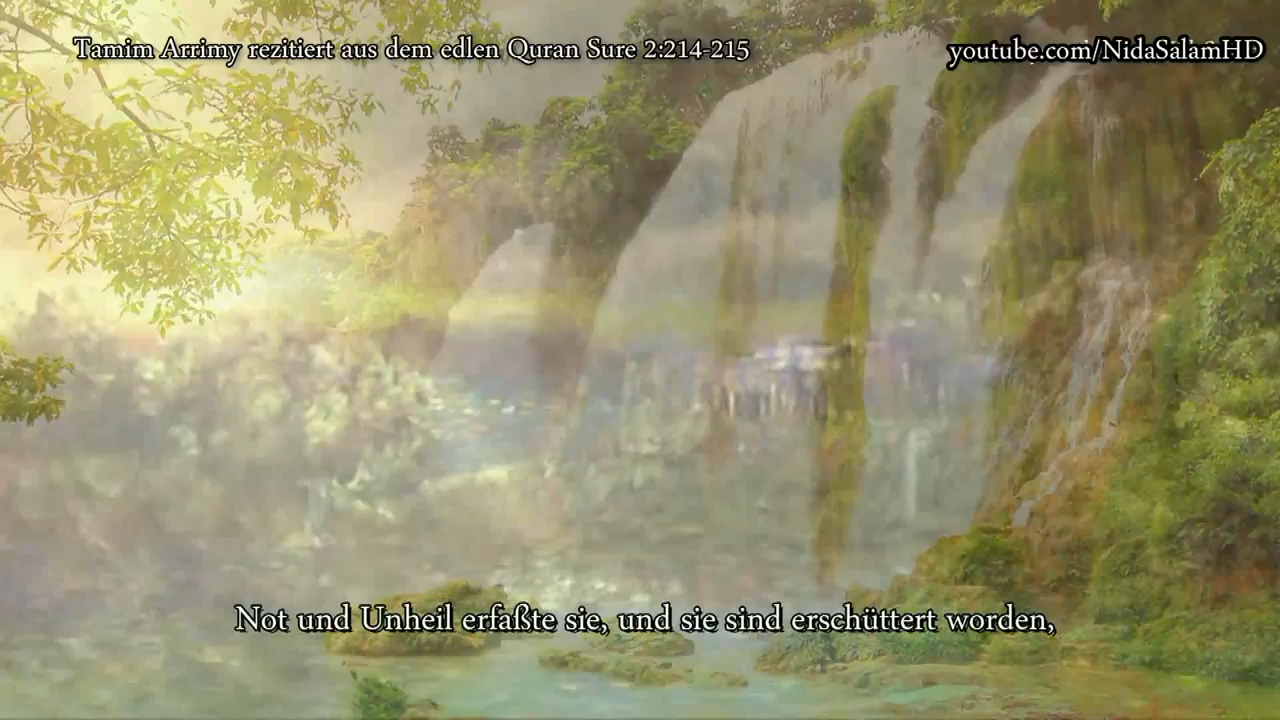 Tamim Arrimy rezitiert aus dem edlen Quran Sure 2:214-215
youtube.com/NidaSalamHD
Not und Unheil erfaßte sie, und sie sind erschüttert worden,